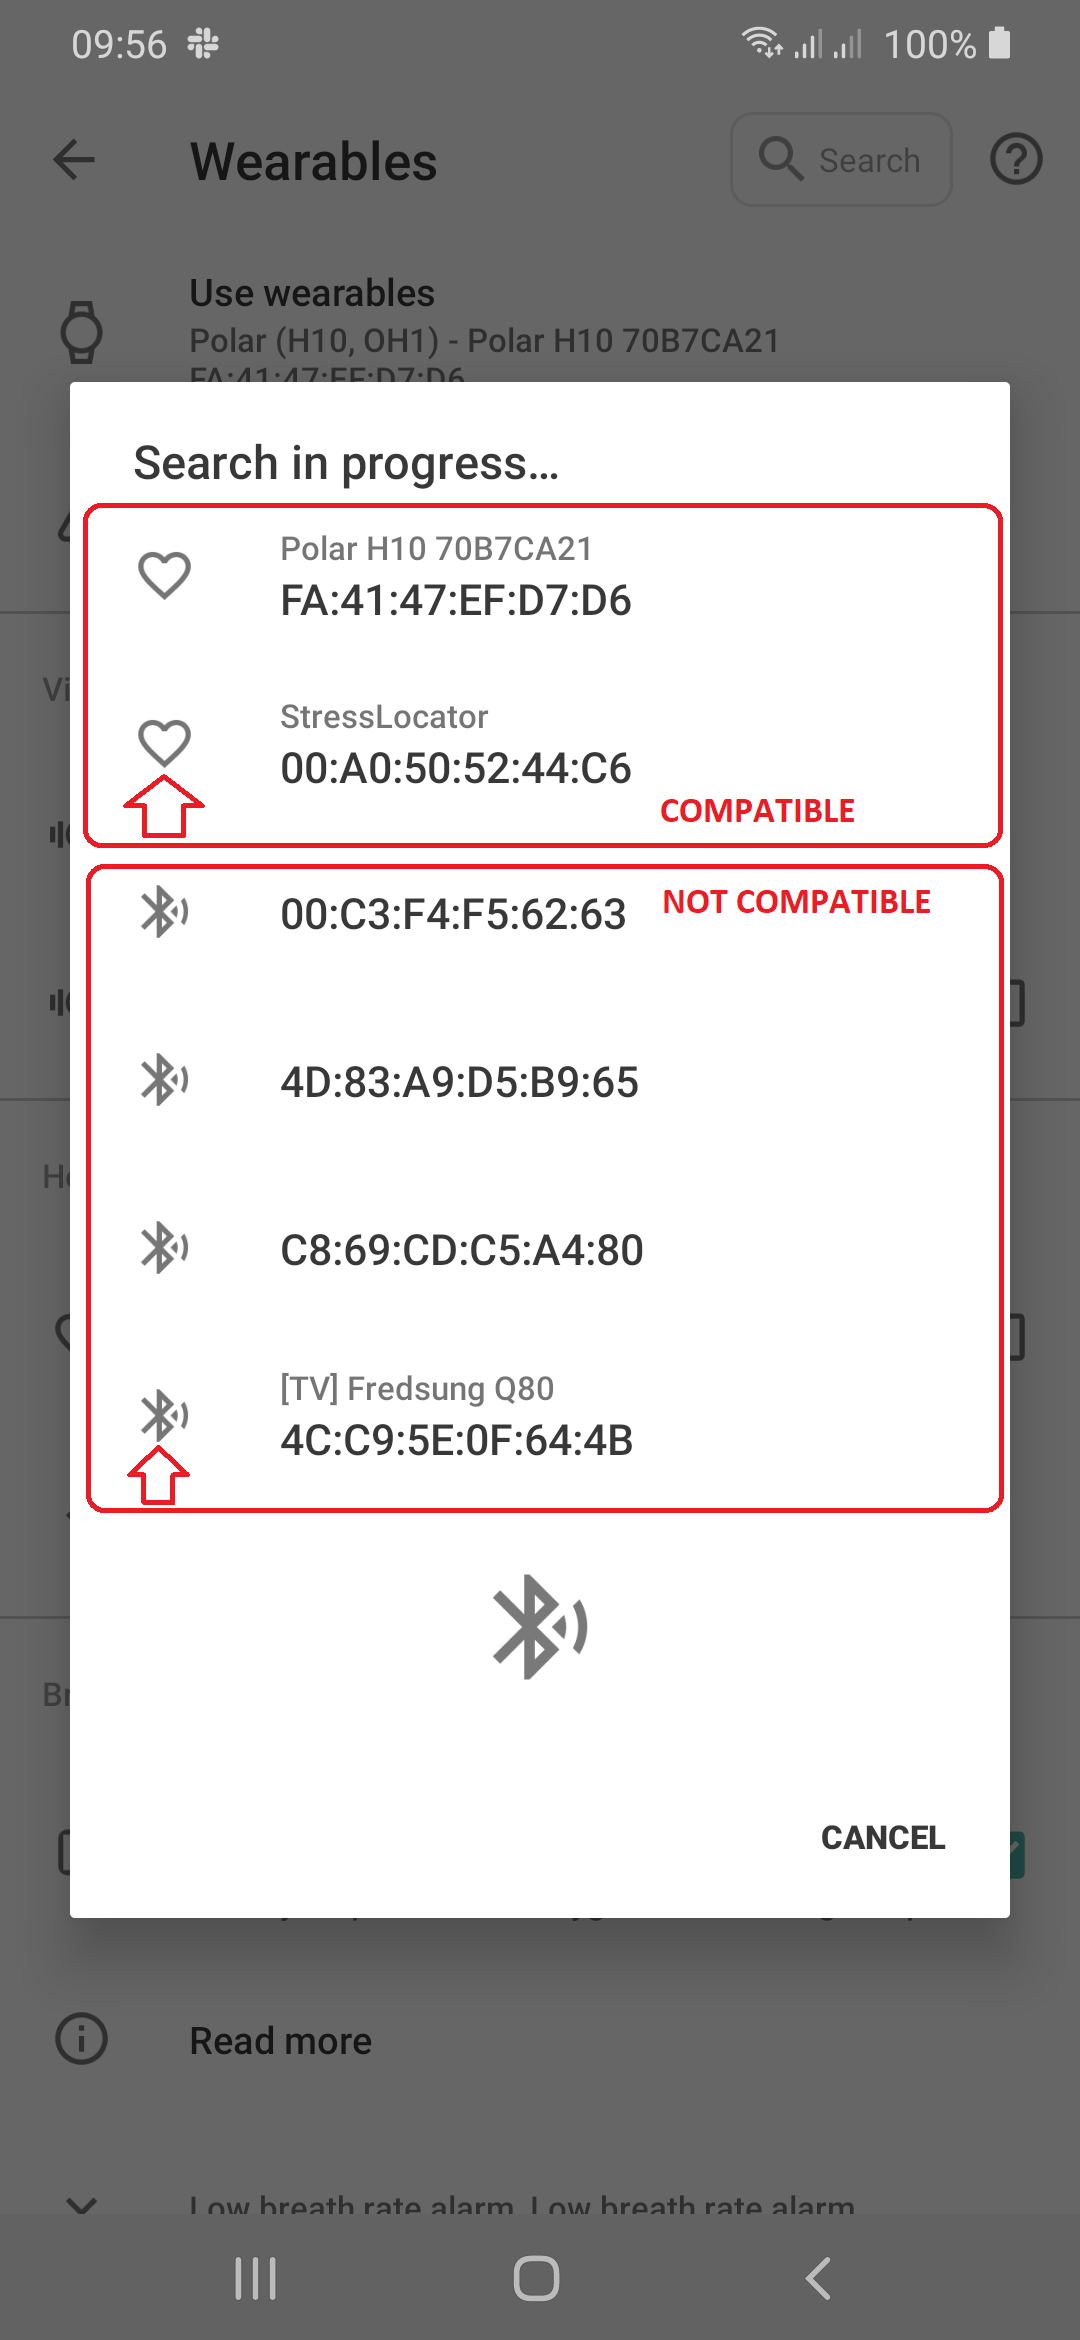 09:56
100%
Wearables
Search
Use wearables
Polar (H10, OH1) - Polar H10 70B7CA21
FA:41:47:EF:D7:D6
Search in progress...
Polar H10 70B7CA21
FA:41:47:EF:D7:D6
StressLocator
00:A0:50:52:44:C6
COMPATIBLE
00:C3:F4:F5:62:63
NOT COMPATIBLE
4D:83:A9:D5:B9:65
C8:69:CD:C5:A4:80
[TV] Fredsung Q80
4C:C9:5E:0F:64:4B
CANCEL
Read more
Low breath rate alarm, Low breath rate alarm